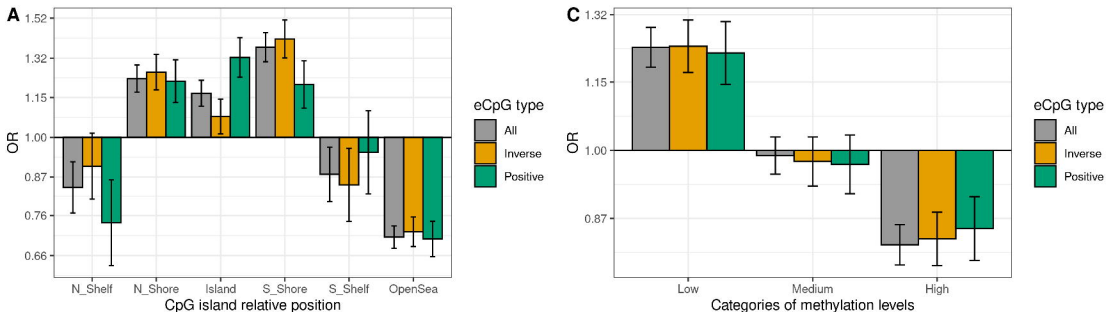 A
OR
1.52
1.32
1.15
1.00
0.87
0.76
0.66
N_Shelf N_Shore Island S_Shore S_Shelf OpenSea
CpG island relative position
eCpG type
All
Inverse
Positive
C
OR
1.32
1.15
1.00
0.87
Low Medium High
Categories of methylation levels
eCpG type
All
Inverse
Positive